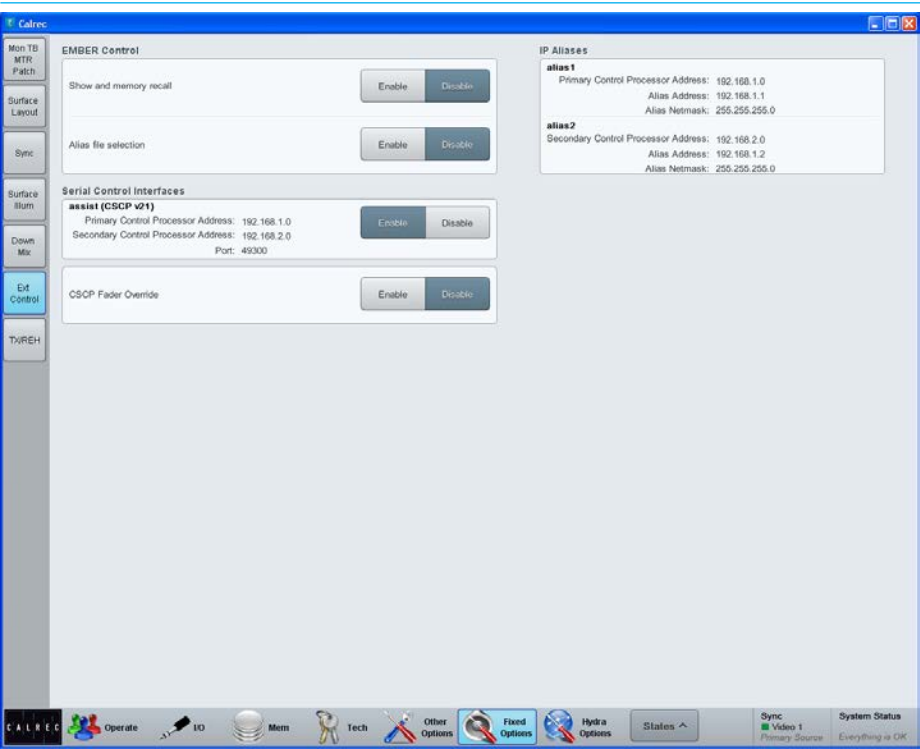 Calrec
Mon TB
MTR
Patch
Surface
Layout
Sync
Surface
Illum
Down
Mix
Ext
Control
TX/REH
EMBER Control
Show and memory recall
Enable Disable
Alias file selection
Enable Disable
Serial Control Interfaces
assist (CSCP v21)
Primary Control Processor Address: 192.168.1.0
Secondary Control Processor Address: 192.168.2.0
Port: 49300
Enable Disable
CSCP Fader Override
Enable Disable
IP Aliases
alias1
Primary Control Processor Address: 192.168.1.0
Alias Address: 192.168.1.1
Alias Netmask: 255.255.255.0
alias2
Secondary Control Processor Address: 192.168.2.0
Alias Address: 192.168.1.2
Alias Netmask: 255.255.255.0
CALREC
Operate
I/O
Mem
Tech
Other
Options
Fixed
Options
Hydra
Options
States
Sync
Video 1
Primary Source
System Status
Everything is OK